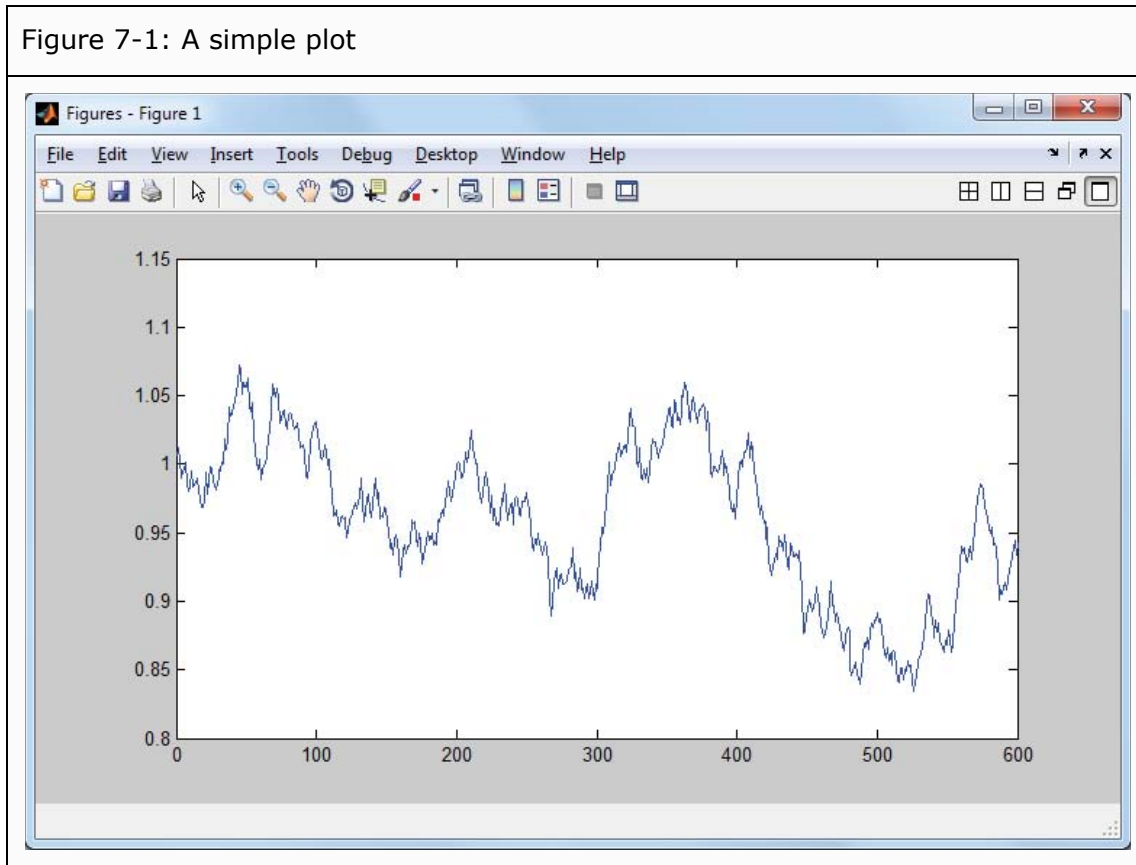 Figure 7-1: A simple plot
Figures - Figure 1
File Edit View Insert Tools Debug Desktop Window Help
1.15
1.1
1.05
1
0.95
0.9
0.85
0.8
0 100 200 300 400 500 600